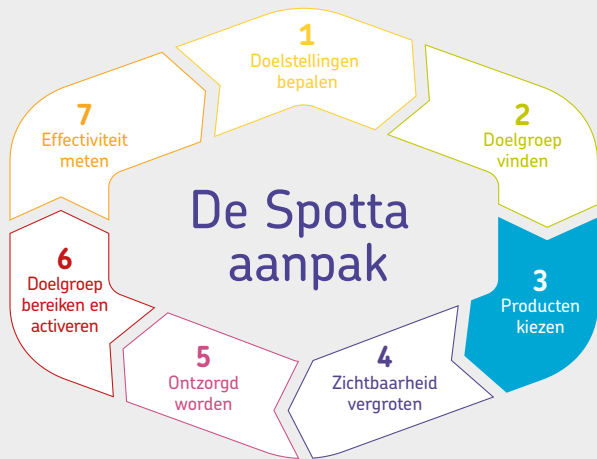 1
Doelstellingen
bepalen
2
Doelgroep
vinden
3
Producten
kiezen
4
Zichtbaarheid
vergroten
5
Ontzorgd
worden
6
Doelgroep
bereiken en
activeren
7
Effectiviteit
meten
De Spotta
aanpak